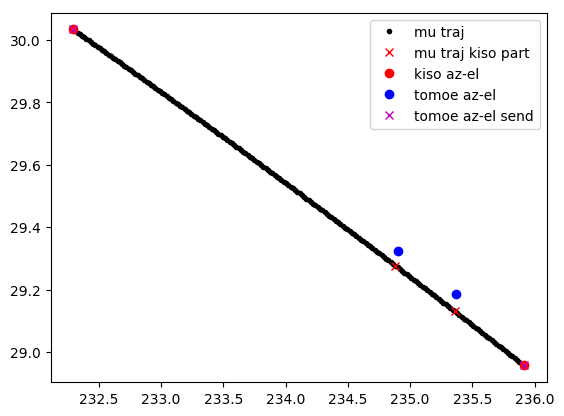 30.0
29.8
29.6
29.4
29.2
29.0
232.5 233.0 233.5 234.0 234.5 235.0 235.5 236.0
mu traj
mu traj kiso part
kiso az-el
tomoe az-el
tomoe az-el send